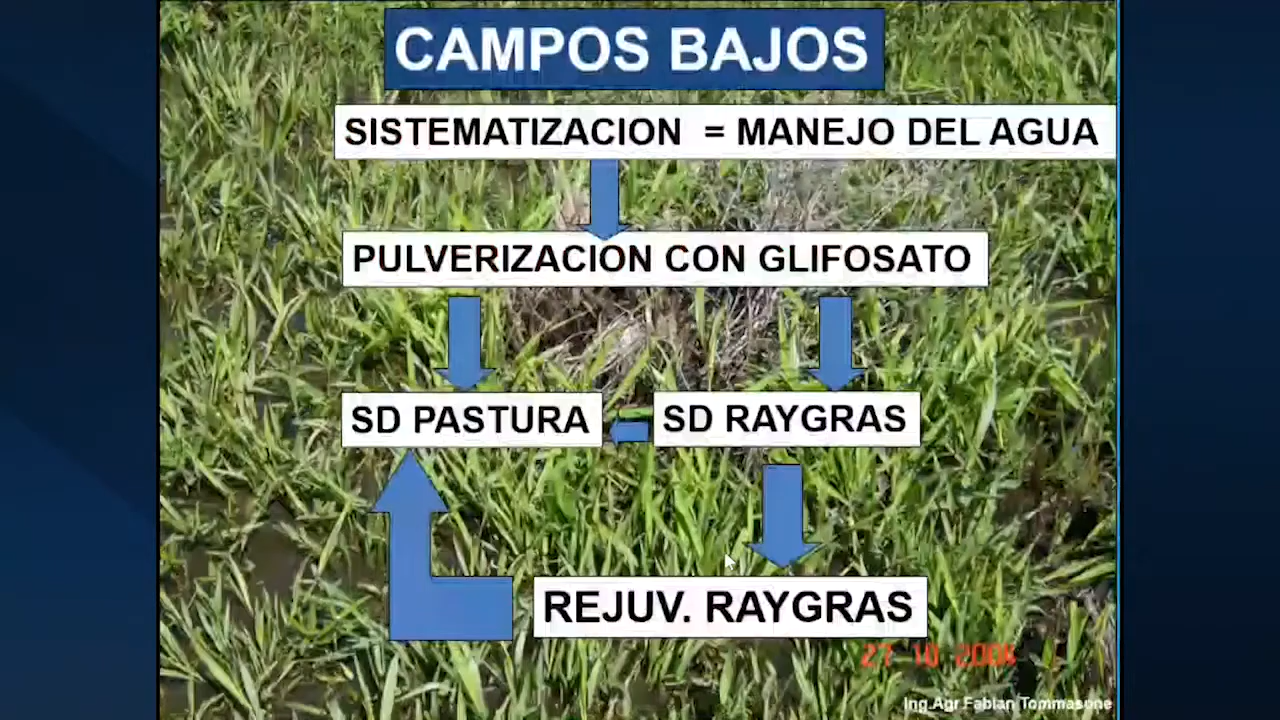 CAMPOS BAJOS
SISTEMATIZACION = MANEJO DEL AGUA
PULVERIZACION CON GLIFOSATO
SD PASTURA
SD RAYGRAS
REJUV. RAYGRAS
27 10
Ing.Agr.Fabian Tommasone